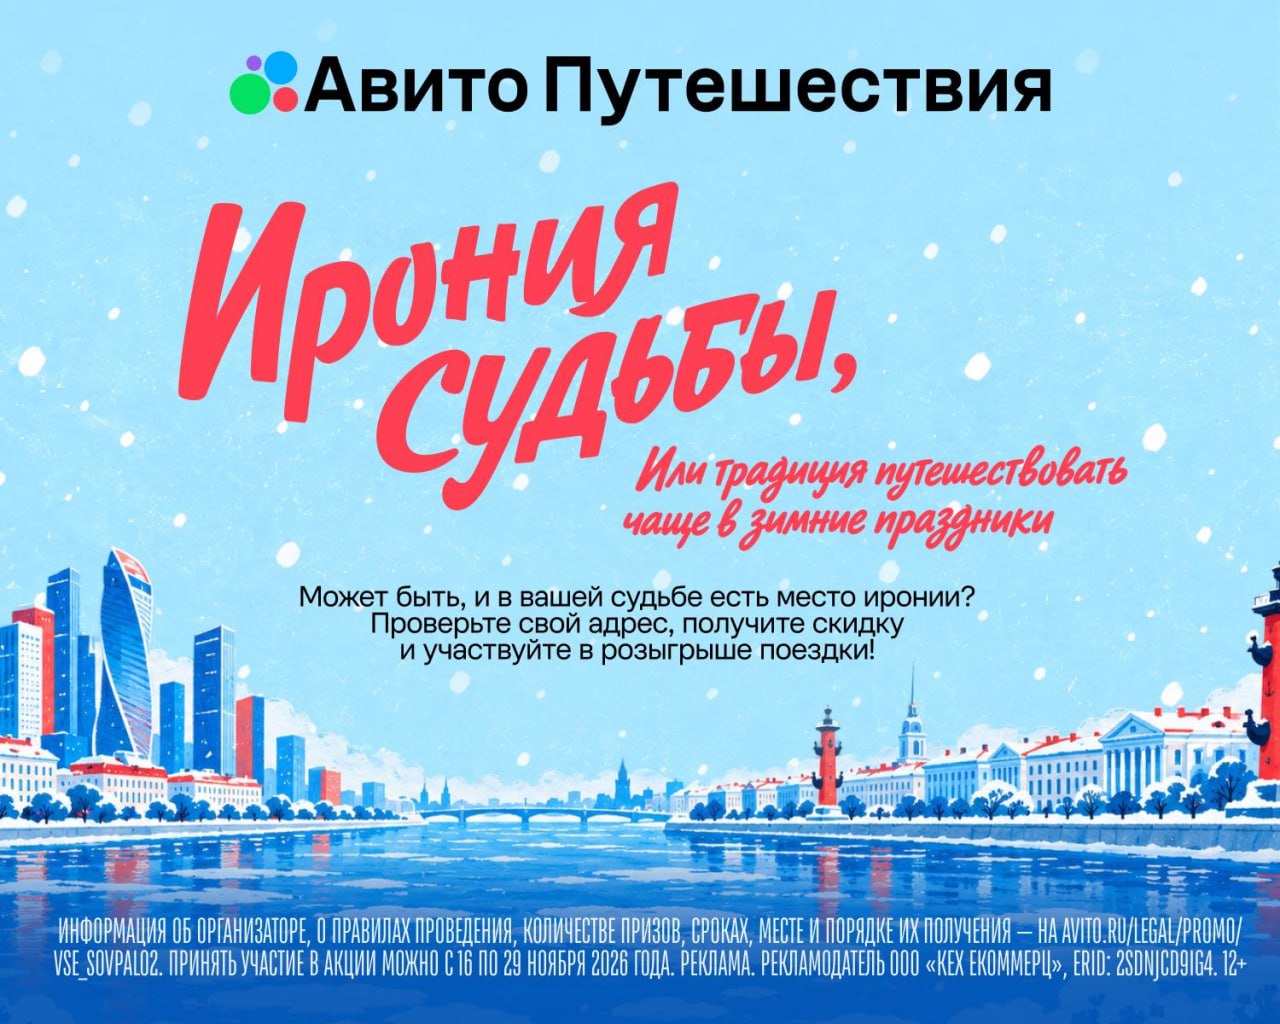 Авито Путешествия
Ирония
судьбы,
Или традиция путешествовать
чаще в зимние праздники
Может быть, и в вашей судьбе есть место иронии?
Проверьте свой адрес, получите скидку
и участвуйте в розыгрыше поездки!
ИНФОРМАЦИЯ ОБ ОРГАНИЗАТОРЕ, О ПРАВИЛАХ ПРОВЕДЕНИЯ, КОЛИЧЕСТВЕ ПРИЗОВ, СРОКАХ, МЕСТЕ И ПОРЯДКЕ ИХ ПОЛУЧЕНИЯ — НА AVITO.RU/LEGAL/PROMO/
VSE_SOVPALO2. ПРИНЯТЬ УЧАСТИЕ В АКЦИИ МОЖНО С 16 ПО 29 НОЯБРЯ 2026 ГОДА. РЕКЛАМА. РЕКЛАМОДАТЕЛЬ ООО «КЕХ ЕКОММЕРЦ», ERID: 2SDNJCD9IG4. 12+